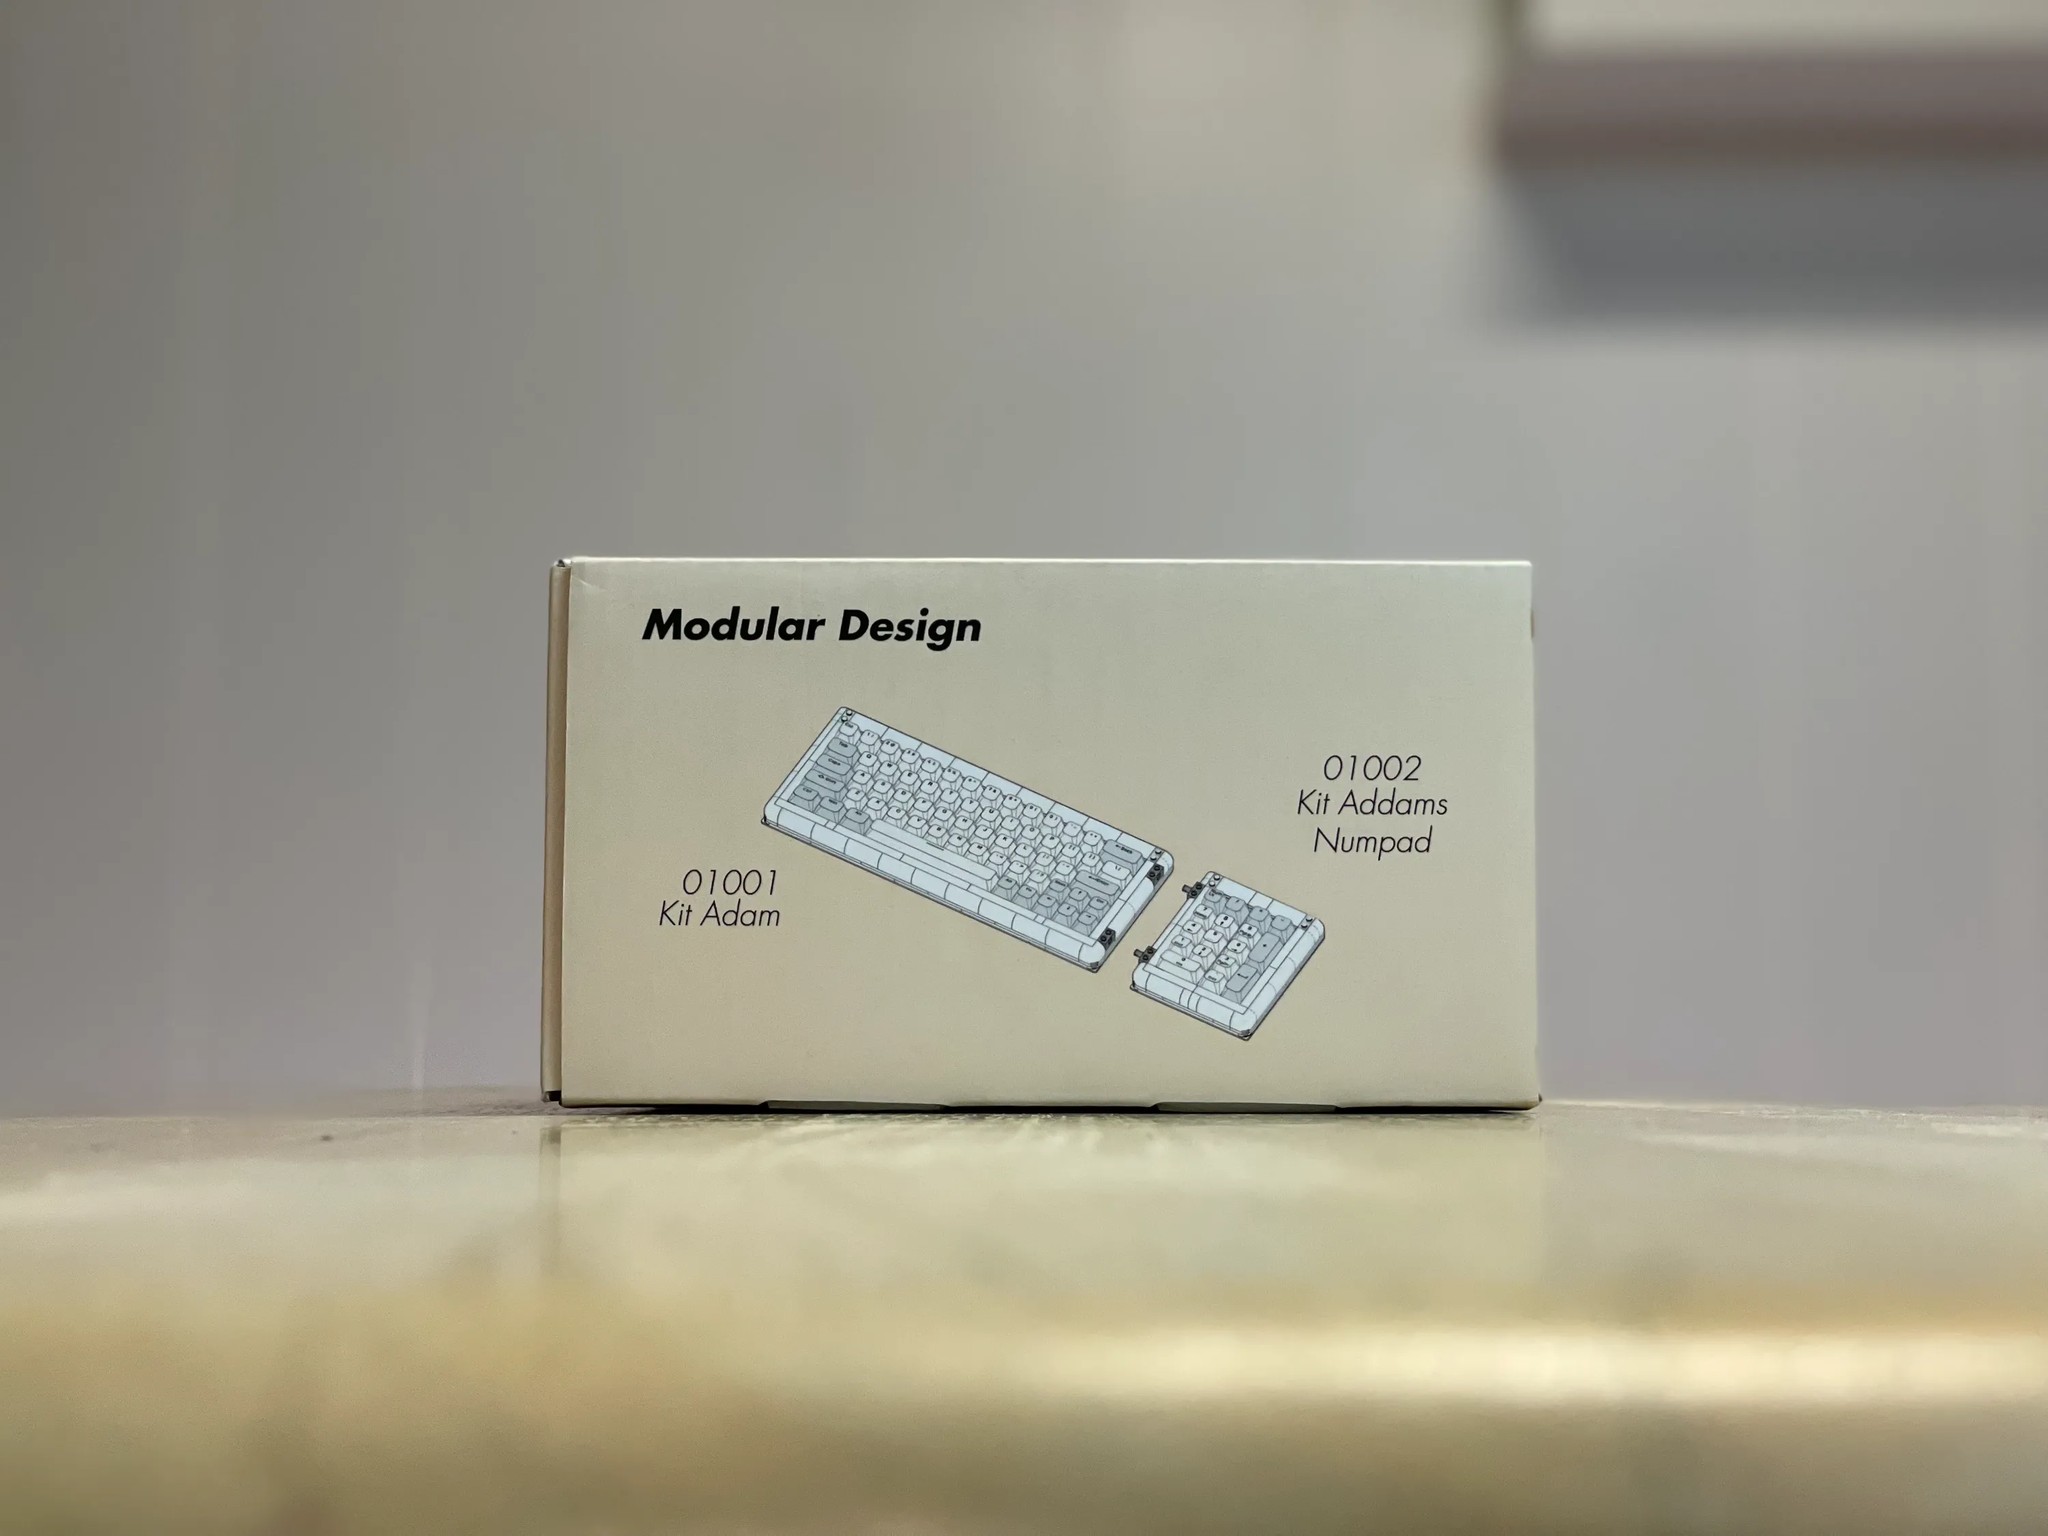 Modular Design
01002
Kit Addams
Numpad
01001
Kit Adam